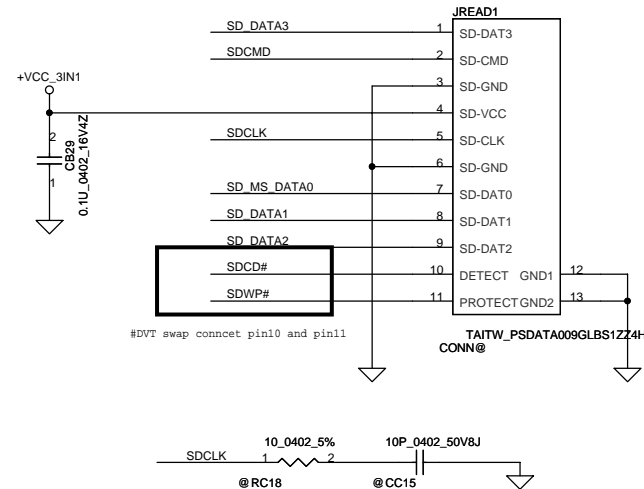 JREAD1
SD_DATA3 1 SD-DAT3
SDCMD 2 SD-CMD
3 SD-GND
+VCC_3IN1
4 SD-VCC
2
CB29
0.1U_0402_16V4Z
1
SDCLK 5 SD-CLK
6 SD-GND
SD_MS_DATA0 7 SD-DAT0
SD_DATA1 8 SD-DAT1
SD_DATA2 9 SD-DAT2
SDCD# 10 DETECT GND1 12
SDWP# 11 PROTECT GND2 13
#DVT swap conncet pin10 and pin11
TAITW_PSDATA009GLBS1ZZ4H
CONN@
10_0402_5% 10P_0402_50V8J
SDCLK 1 2
@RC18 @CC15